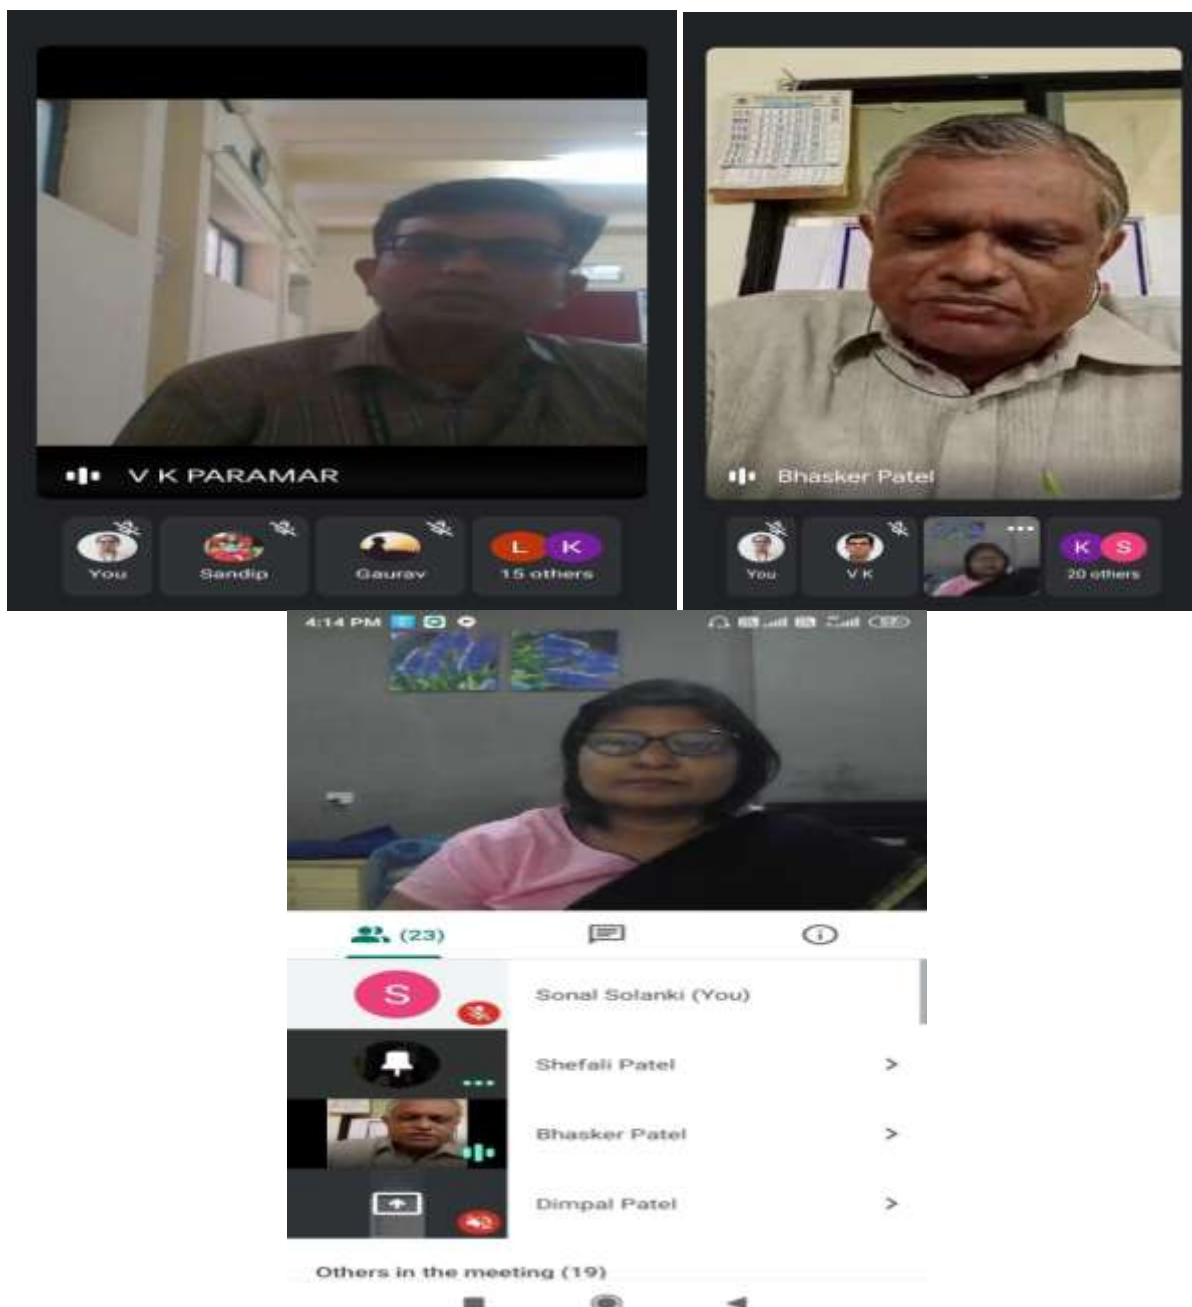 V K PARAMAR
You
Sandip
Gaurav
L K
15 others
Bhasker Patel
You
V K
K S
20 others
4:14 PM
(23)
S
Sonal Solanki (You)
Shefali Patel
Bhasker Patel
Dimpal Patel
Others in the meeting (19)